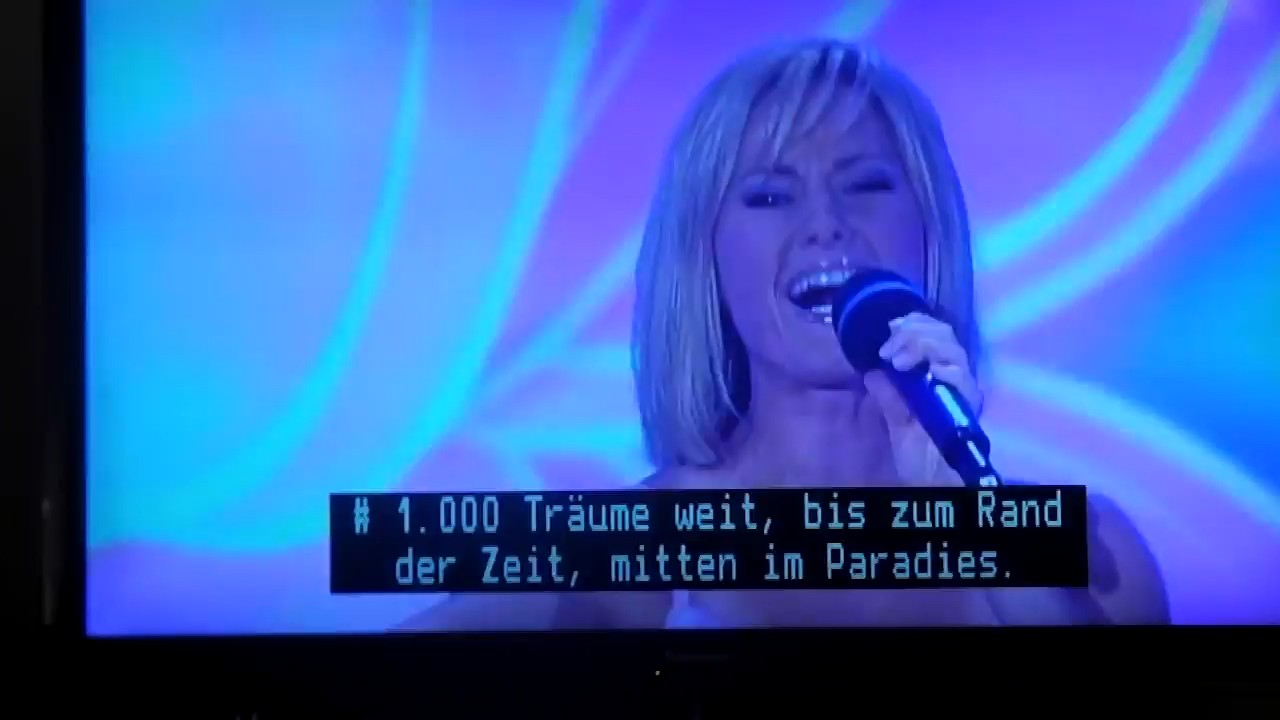 # 1.000 Träume weit, bis zum Rand
der Zeit, mitten im Paradies.